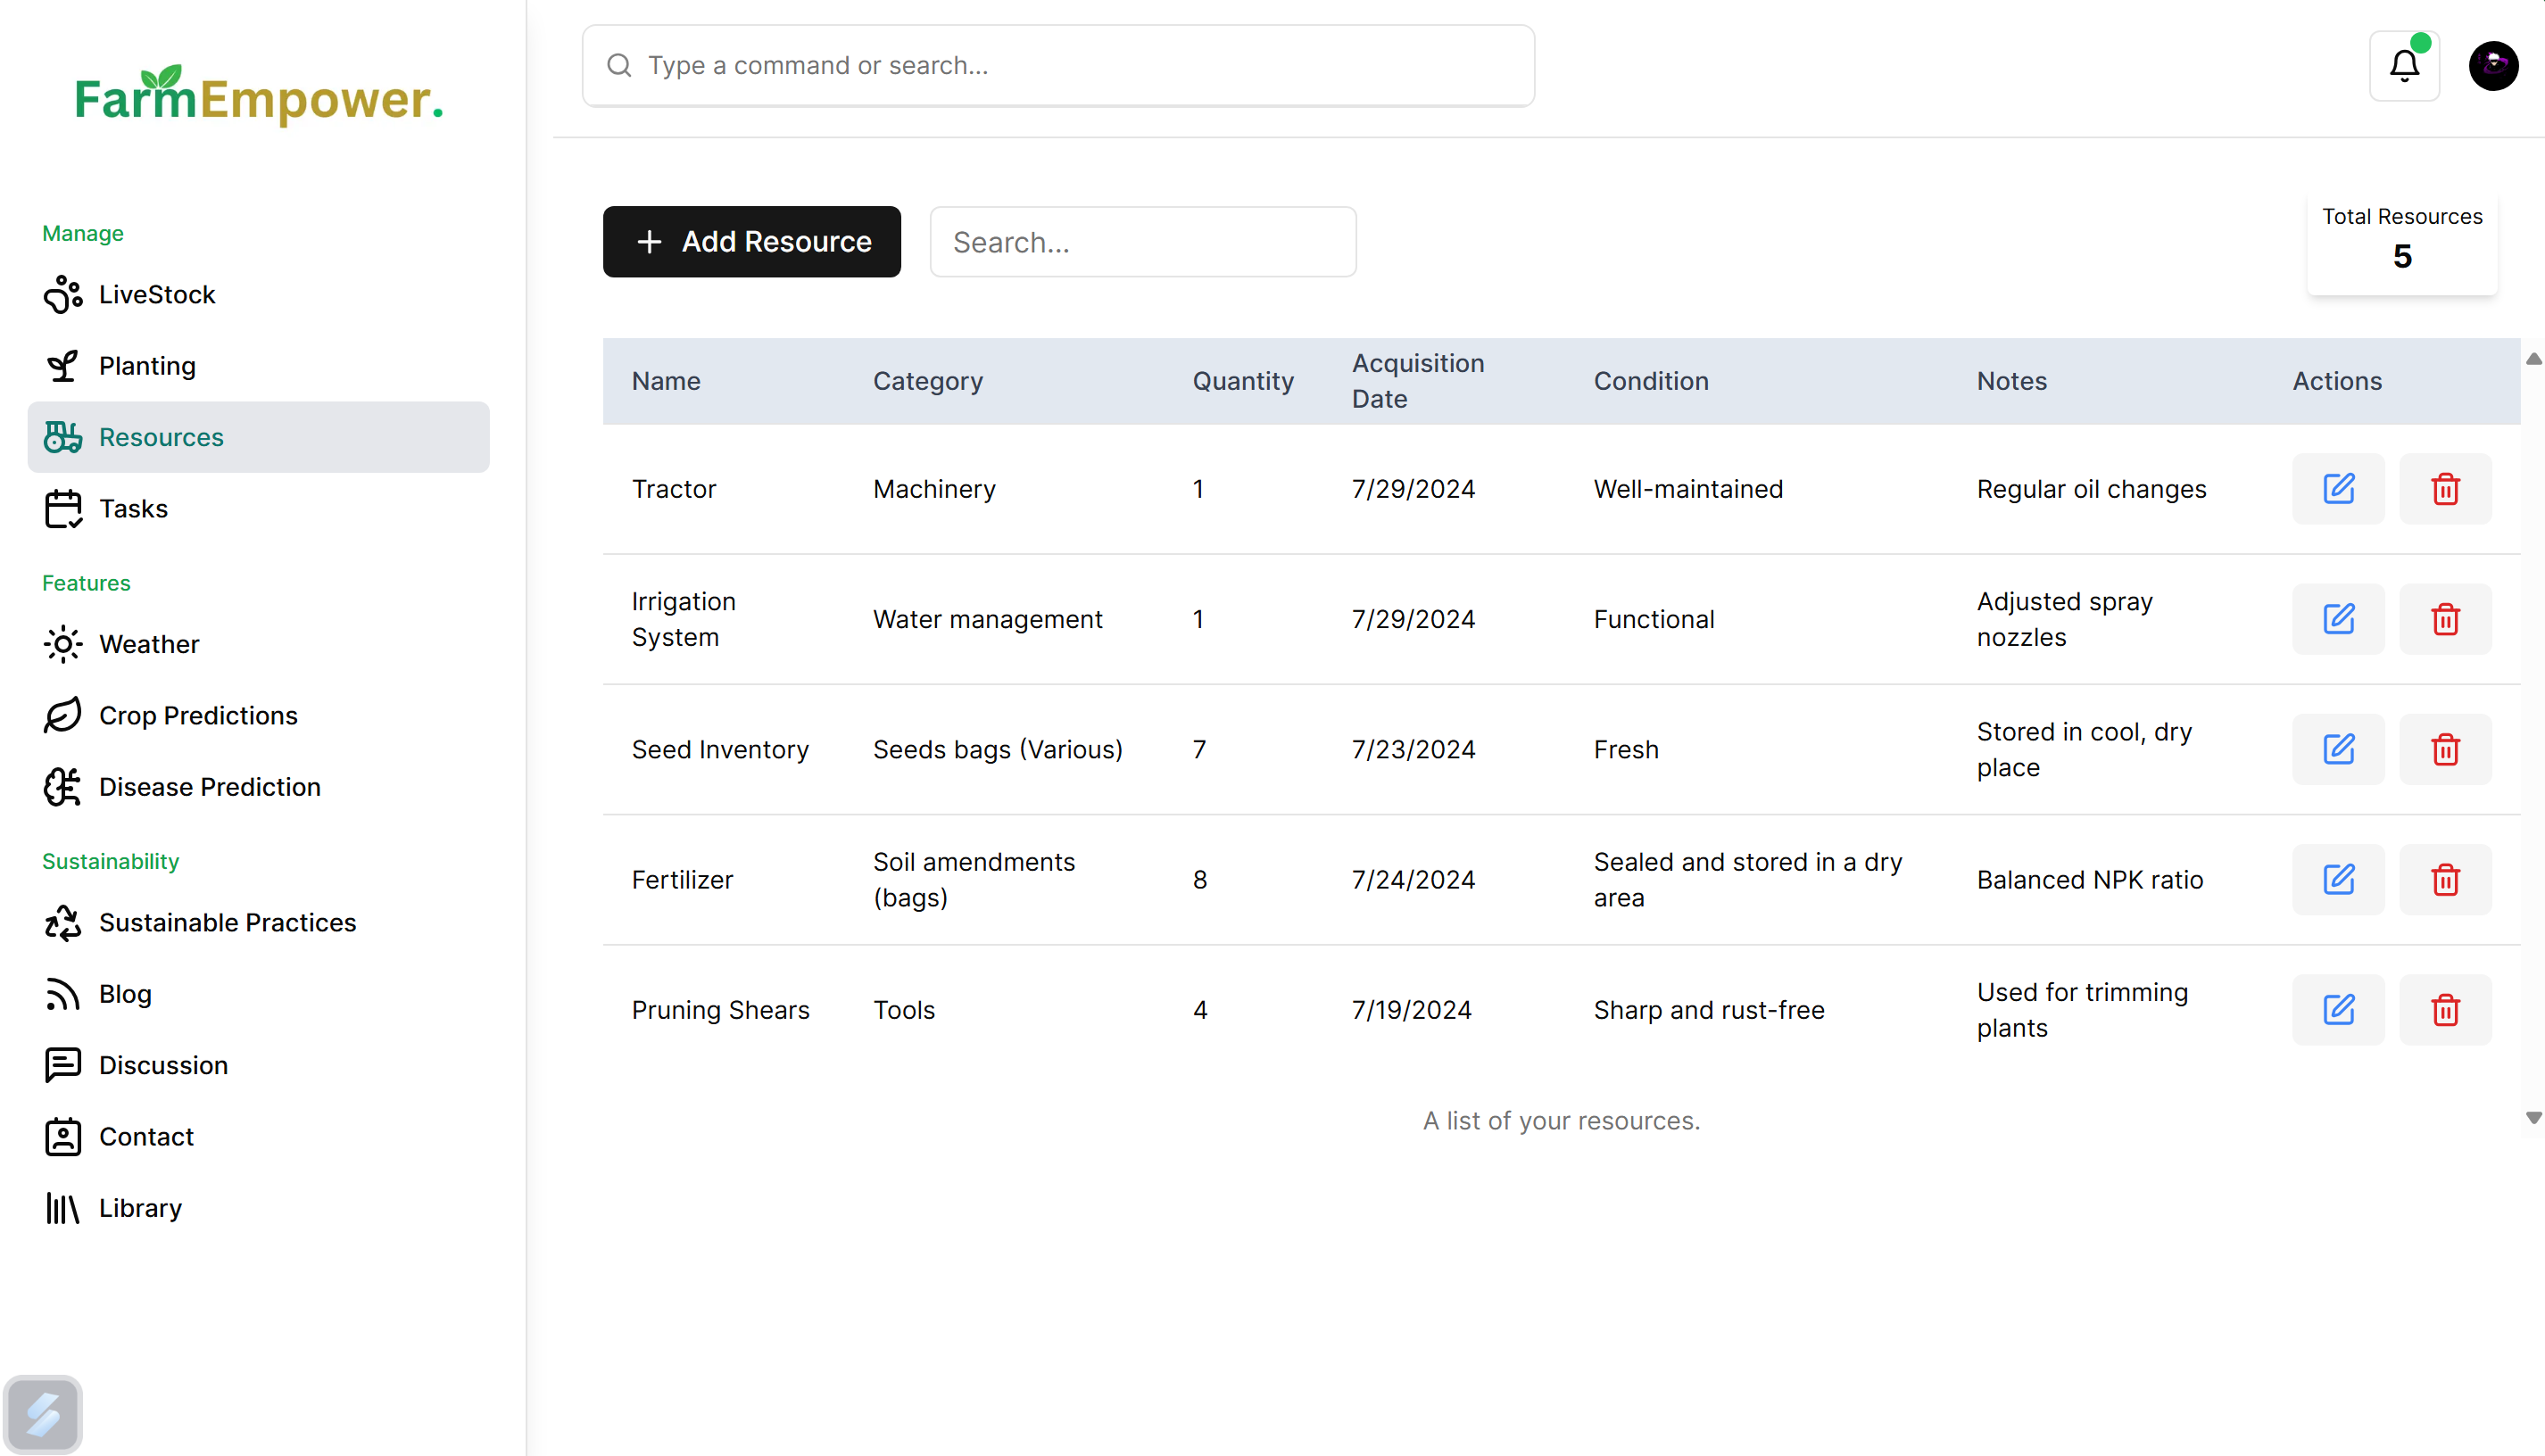 FarmEmpower.
Type a command or search...
Manage
LiveStock
Planting
Resources
Tasks
Features
Weather
Crop Predictions
Disease Prediction
Sustainability
Sustainable Practices
Blog
Discussion
Contact
Library
Add Resource
Search...
Total Resources
5
Name Category Quantity Acquisition Date Condition Notes Actions
Tractor Machinery 1 7/29/2024 Well-maintained Regular oil changes
Irrigation System Water management 1 7/29/2024 Functional Adjusted spray nozzles
Seed Inventory Seeds bags (Various) 7 7/23/2024 Fresh Stored in cool, dry place
Fertilizer Soil amendments (bags) 8 7/24/2024 Sealed and stored in a dry area Balanced NPK ratio
Pruning Shears Tools 4 7/19/2024 Sharp and rust-free Used for trimming plants
A list of your resources.